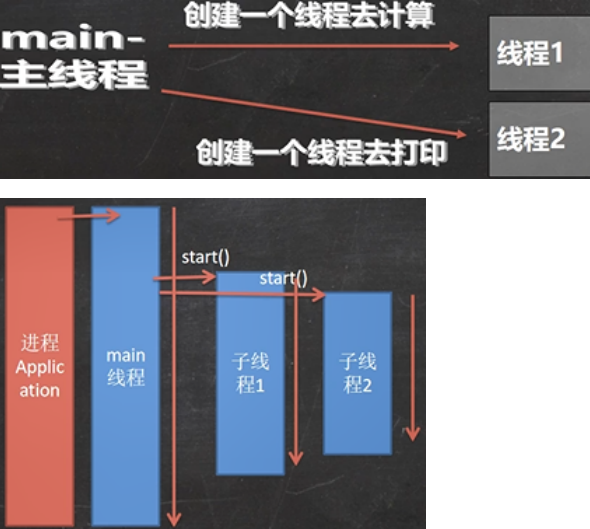 创建一个线程去计算
main-
主线程
线程1
线程2
创建一个线程去打印
start()
start()
进程
Applic
ation
main
线程
子线
程1
子线
程2